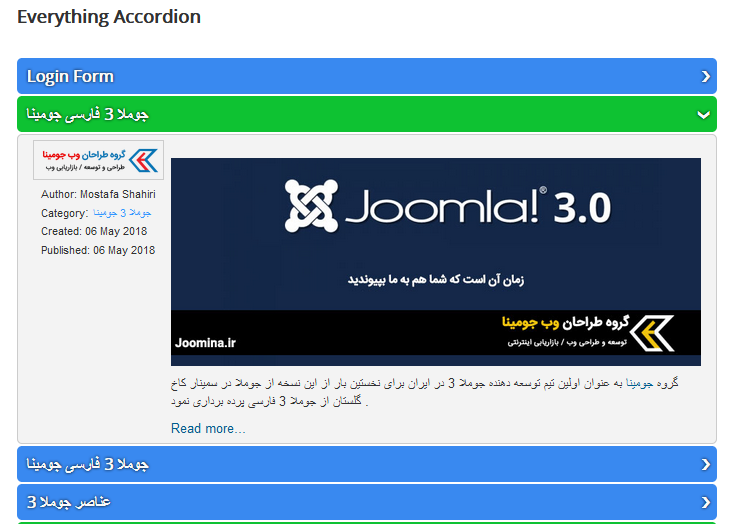 Everything Accordion
Login Form
جوملا 3 فارسی جومینا
گروه طراحان وب جومینا
طراحی و توسعه / بازاریابی وب
Author: Mostafa Shahiri
Category: جوملا 3 جومینا
Created: 06 May 2018
Published: 06 May 2018
Joomla!® 3.0
زمان آن است که شما هم به ما بپیوندید
گروه طراحان وب جومینا
توسعه و طراحی وب / بازاریابی اینترنتی
Joomina.ir
گروه جومینا به عنوان اولین تیم توسعه دهنده جوملا 3 در ایران برای نخستین بار از این نسخه از جوملا در سمینار کاخ
گلستان از جوملا 3 فارسی پرده برداری نمود .
Read more...
جوملا 3 فارسی جومینا
عناصر جوملا 3